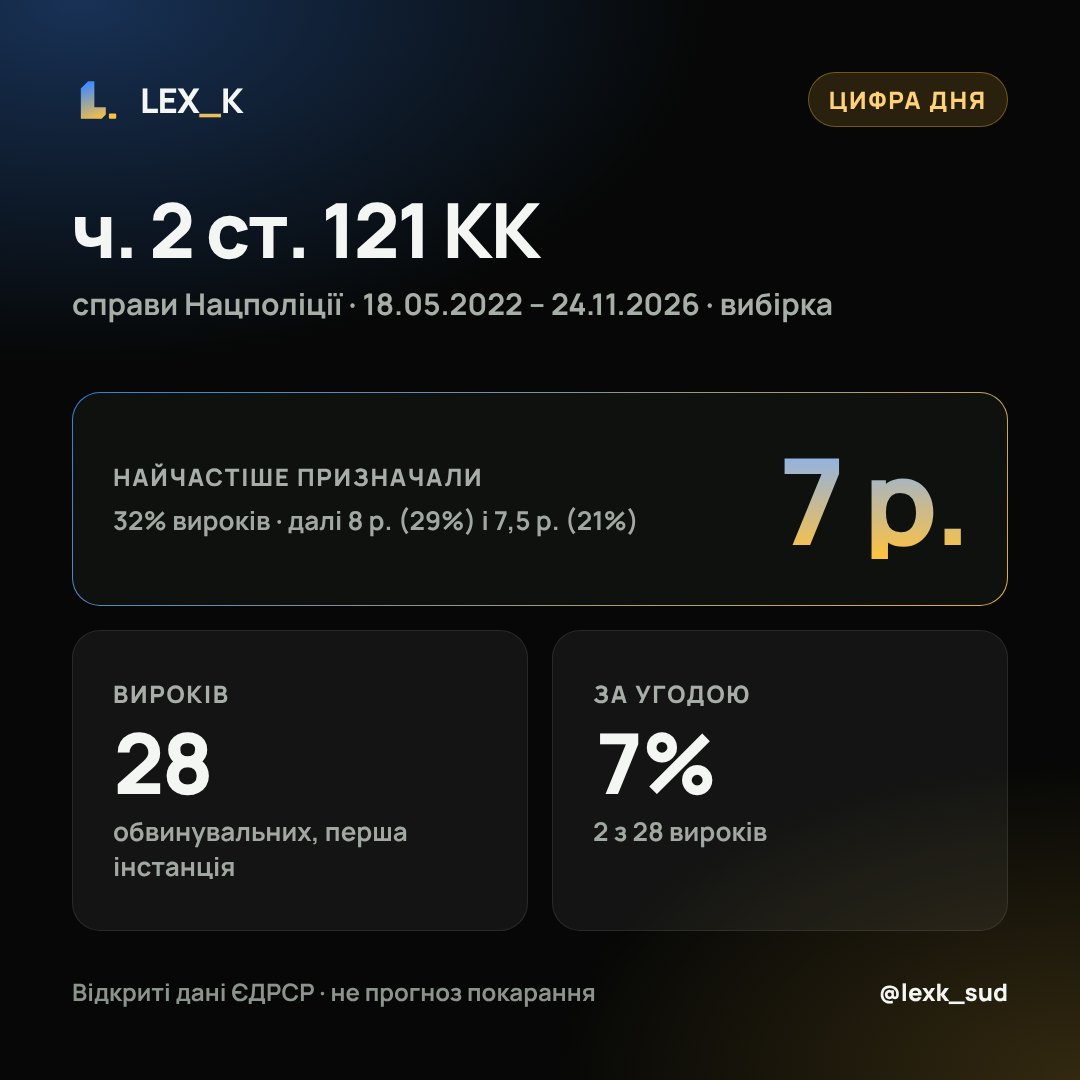 LEX_K
ЦИФРА ДНЯ
ч. 2 ст. 121 КК
справи Нацполіції · 18.05.2022 – 24.11.2026 · вибірка
НАЙЧАСТІШЕ ПРИЗНАЧАЛИ
32% вироків · далі 8 р. (29%) і 7,5 р. (21%)
7 р.
ВИРОКІВ
28
обвинувальних, перша
інстанція
ЗА УГОДОЮ
7%
2 з 28 вироків
Відкриті дані ЄДРСР · не прогноз покарання
@lexk_sud